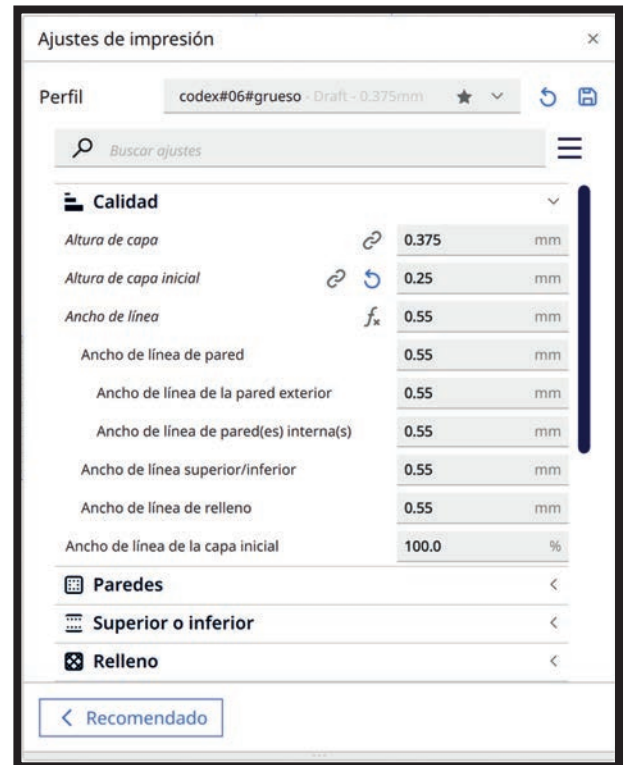 Ajustes de impresión
Perfil codex#06#grueso - Draft - 0.375mm
Buscar ajustes
Calidad
Altura de capa 0.375 mm
Altura de capa inicial 0.25 mm
Ancho de línea fx 0.55 mm
Ancho de línea de pared 0.55 mm
Ancho de línea de la pared exterior 0.55 mm
Ancho de línea de pared(es) interna(s) 0.55 mm
Ancho de línea superior/inferior 0.55 mm
Ancho de línea de relleno 0.55 mm
Ancho de línea de la capa inicial 100.0 %
Paredes
Superior o inferior
Relleno
Recomendado